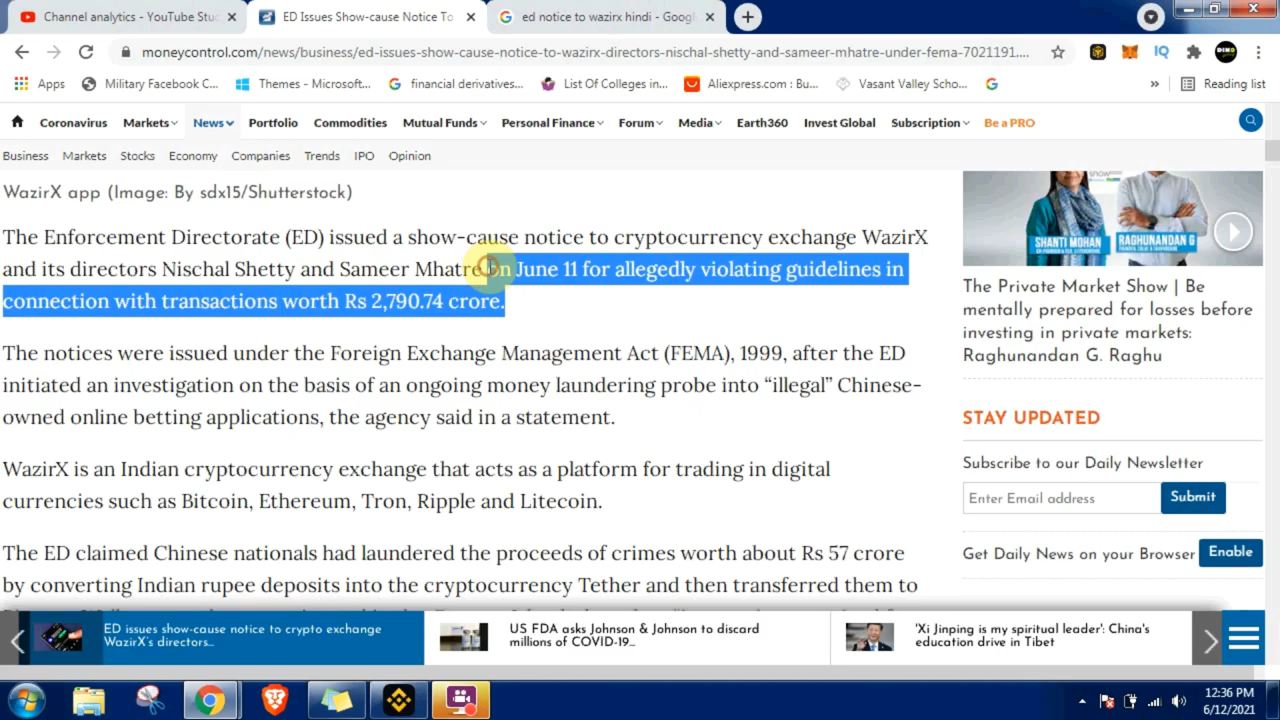 Channel analytics - YouTube Stu
ED Issues Show-cause Notice To
ed notice to wazirx hindi - Googl
moneycontrol.com/news/business/ed-issues-show-cause-notice-to-wazirx-directors-nischal-shetty-and-sameer-mhatre-under-fema-7021191...
Apps
Military Facebook C...
Themes - Microsoft...
financial derivatives...
List Of Colleges in...
Aliexpress.com : Bu...
Vasant Valley Scho...
»
Reading list
Coronavirus
Markets
News
Portfolio
Commodities
Mutual Funds
Personal Finance
Forum
Media
Earth360
Invest Global
Subscription
Be a PRO
Business
Markets
Stocks
Economy
Companies
Trends
IPO
Opinion
WazirX app (Image: By sdx15/Shutterstock)
The Enforcement Directorate (ED) issued a show-cause notice to cryptocurrency exchange WazirX
and its directors Nischal Shetty and Sameer Mhatre on June 11 for allegedly violating guidelines in
connection with transactions worth Rs 2,790.74 crore.
The notices were issued under the Foreign Exchange Management Act (FEMA), 1999, after the ED
initiated an investigation on the basis of an ongoing money laundering probe into “illegal” Chinese-
owned online betting applications, the agency said in a statement.
WazirX is an Indian cryptocurrency exchange that acts as a platform for trading in digital
currencies such as Bitcoin, Ethereum, Tron, Ripple and Litecoin.
The ED claimed Chinese nationals had laundered the proceeds of crimes worth about Rs 57 crore
by converting Indian rupee deposits into the cryptocurrency Tether and then transferred them to
SHANTI MOHAN
RAGHUNANDAN G
The Private Market Show | Be
mentally prepared for losses before
investing in private markets:
Raghunandan G. Raghu
STAY UPDATED
Subscribe to our Daily Newsletter
Enter Email address
Submit
Get Daily News on your Browser
Enable
ED issues show-cause notice to crypto exchange
WazirX's directors...
US FDA asks Johnson & Johnson to discard
millions of COVID-19...
'Xi Jinping is my spiritual leader': China's
education drive in Tibet
12:36 PM
6/12/2021